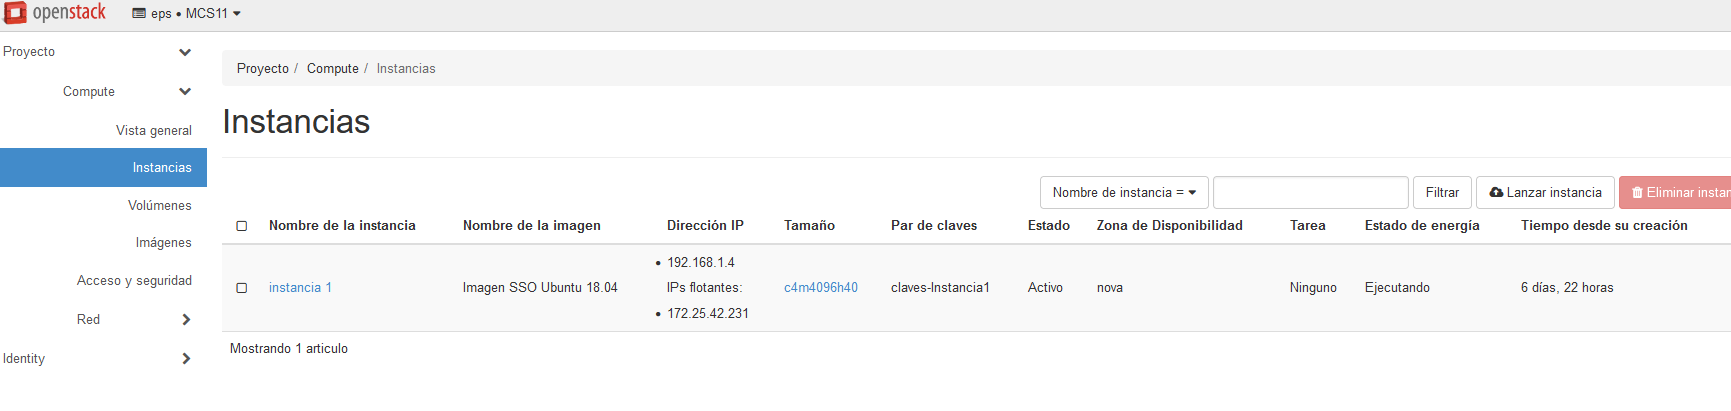 openstack eps • MCS11
Proyecto
Compute
Vista general
Instancias
Volúmenes
Imágenes
Acceso y seguridad
Red
Identity
Proyecto / Compute / Instancias
Instancias
Nombre de instancia = Filtrar Lanzar instancia Eliminar instan
Nombre de la instancia Nombre de la imagen Dirección IP Tamaño Par de claves Estado Zona de Disponibilidad Tarea Estado de energía Tiempo desde su creación
• 192.168.1.4
instancia 1 Imagen SSO Ubuntu 18.04 IPs flotantes: c4m4096h40 claves-Instancia1 Activo nova Ninguno Ejecutando 6 días, 22 horas
• 172.25.42.231
Mostrando 1 articulo